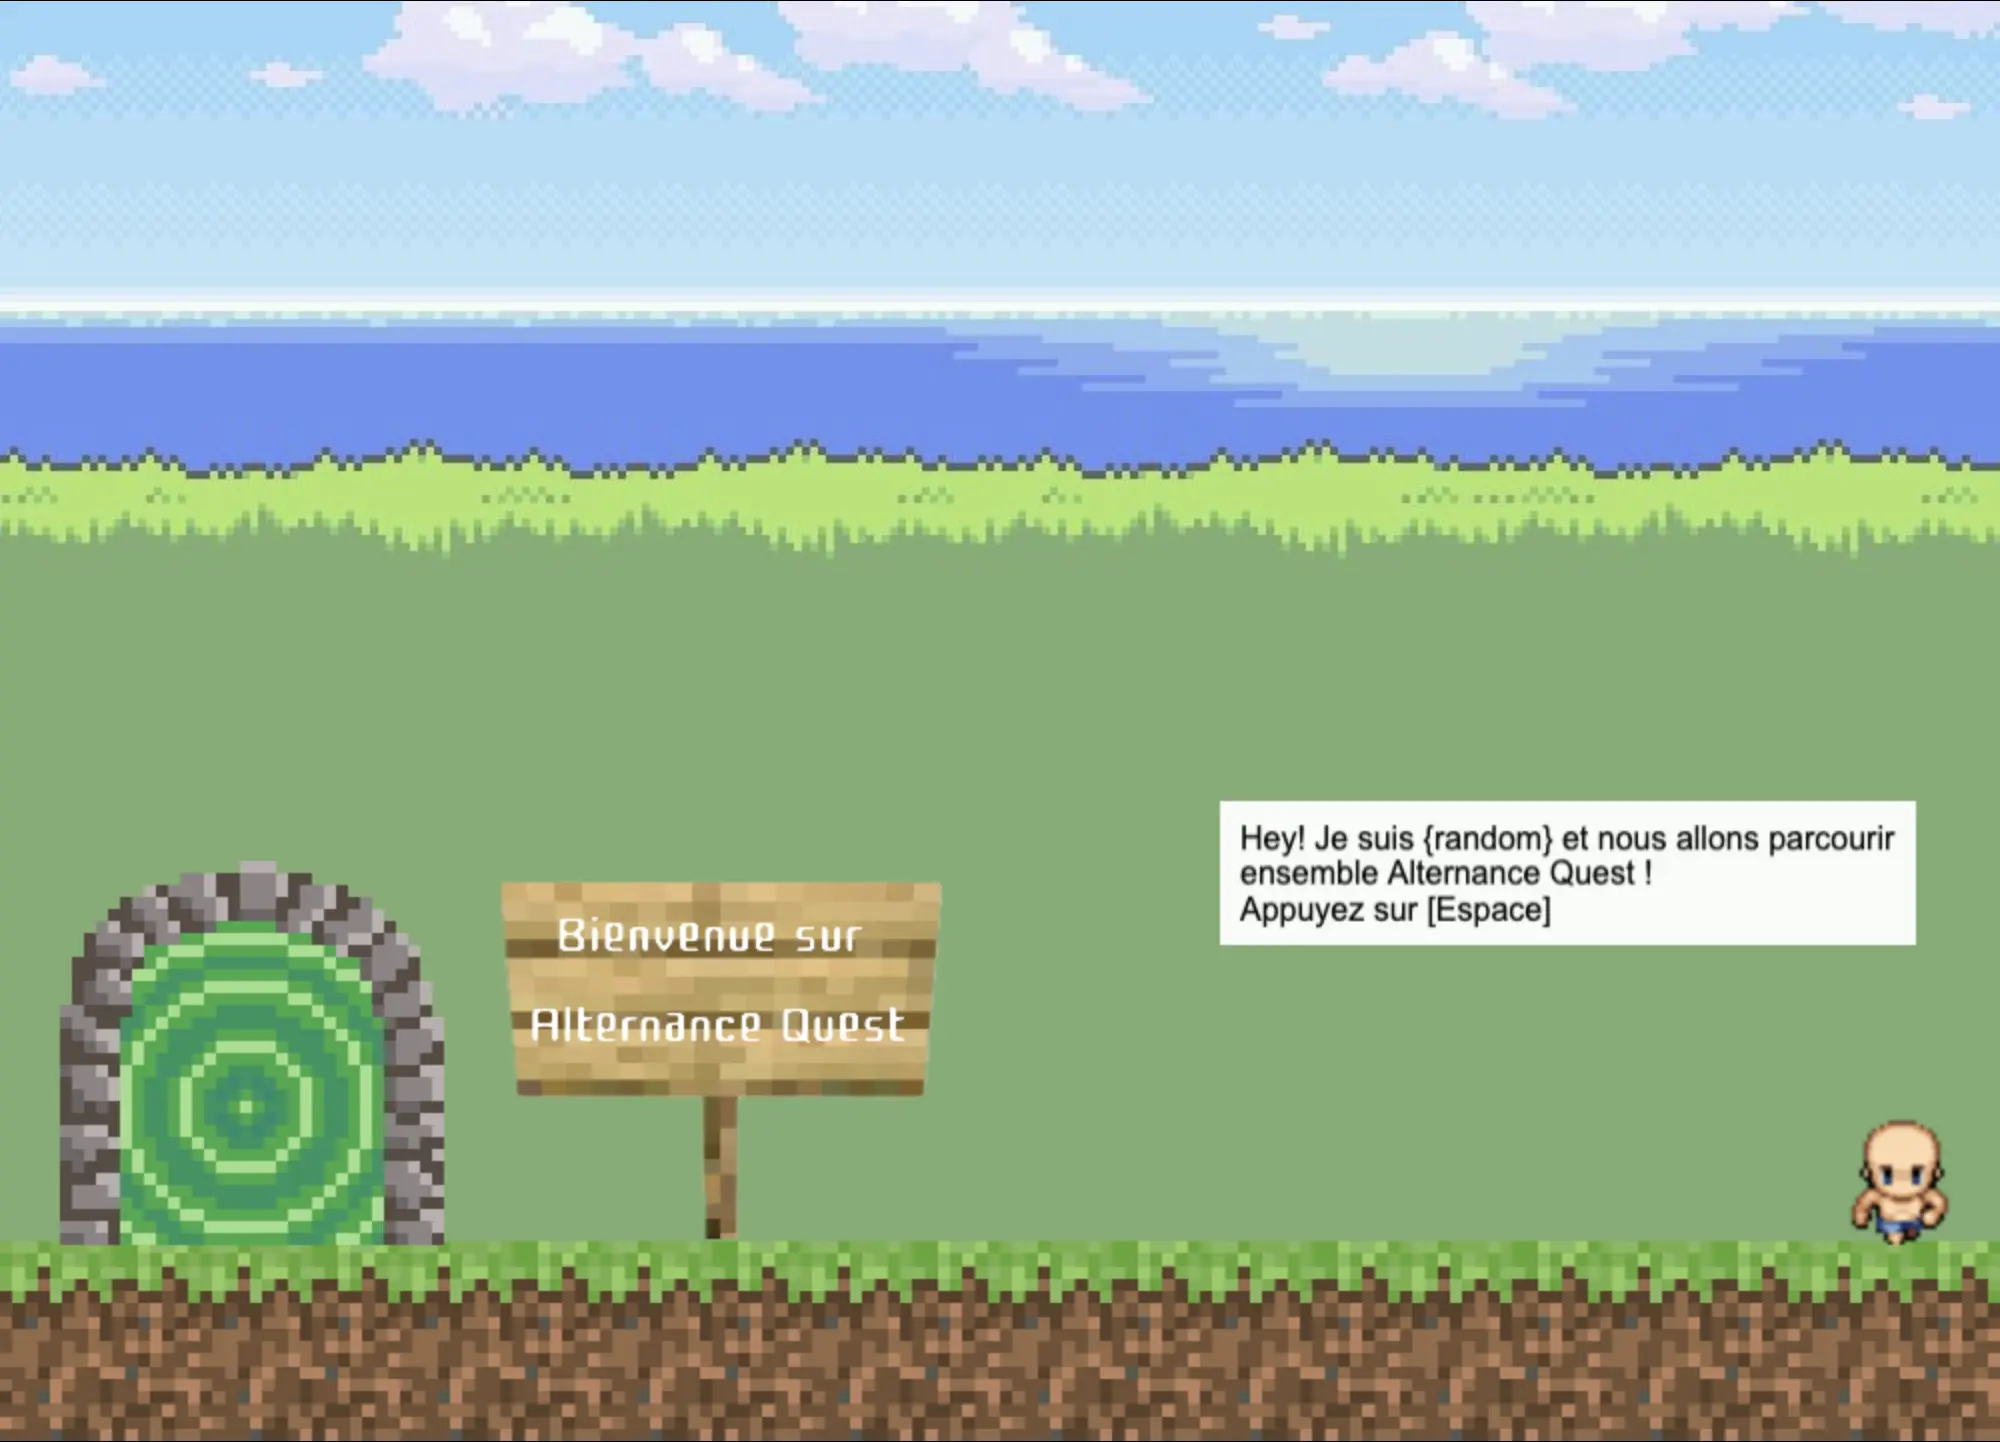 Hey! Je suis {random} et nous allons parcourir
ensemble Alternance Quest !
Appuyez sur [Espace]
Bienvenue sur
Alternance Quest